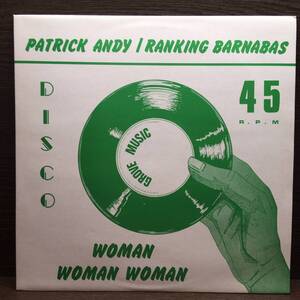 PATRICK ANDY / RANKING BARNABAS
DISCO
45
R.P.M
GROVE MUSIC
WOMAN
WOMAN WOMAN